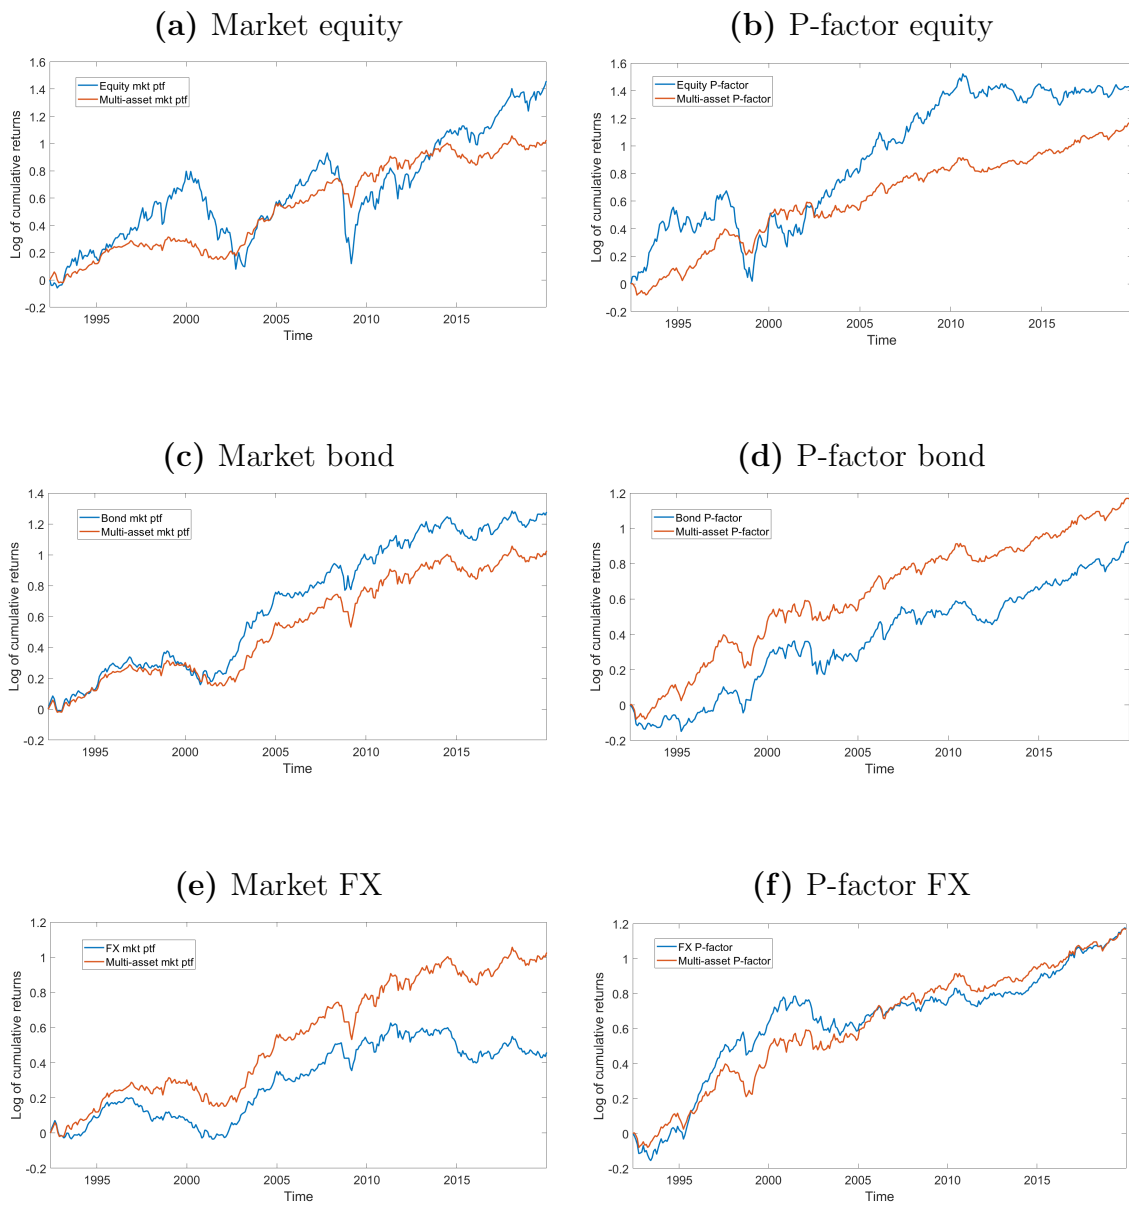 (a) Market equity
(b) P-factor equity
1.6
1.4
1.2
1
0.8
0.6
0.4
0.2
0
-0.2
Log of cumulative returns
Equity mkt ptf
Multi-asset mkt ptf
1995
2000
2005
2010
2015
Time
1.6
1.4
1.2
1
0.8
0.6
0.4
0.2
0
-0.2
Log of cumulative returns
Equity P-factor
Multi-asset P-factor
1995
2000
2005
2010
2015
Time
(c) Market bond
(d) P-factor bond
1.4
1.2
1
0.8
0.6
0.4
0.2
0
-0.2
Log of cumulative returns
Bond mkt ptf
Multi-asset mkt ptf
1995
2000
2005
2010
2015
Time
1.2
1
0.8
0.6
0.4
0.2
0
-0.2
Log of cumulative returns
Bond P-factor
Multi-asset P-factor
1995
2000
2005
2010
2015
Time
(e) Market FX
(f) P-factor FX
1.2
1
0.8
0.6
0.4
0.2
0
-0.2
Log of cumulative returns
FX mkt ptf
Multi-asset mkt ptf
1995
2000
2005
2010
2015
Time
1.2
1
0.8
0.6
0.4
0.2
0
-0.2
Log of cumulative returns
FX P-factor
Multi-asset P-factor
1995
2000
2005
2010
2015
Time